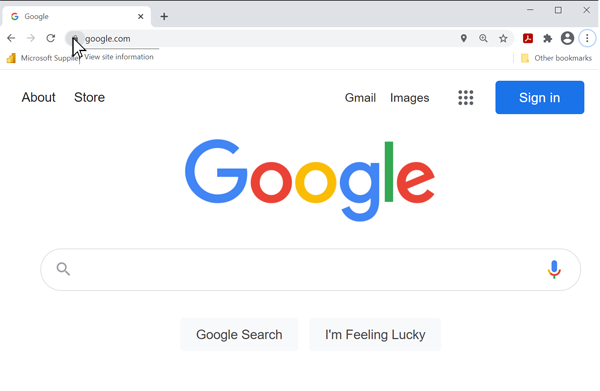 Google
google.com
Microsoft Supplie
View site information
Other bookmarks
About
Store
Gmail
Images
Sign in
Google
Google Search
I'm Feeling Lucky